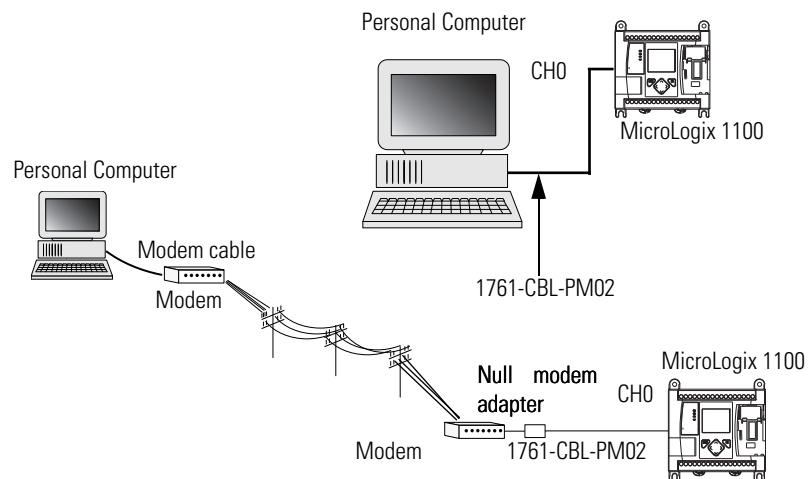 Personal Computer
CH0
MicroLogix 1100
Personal Computer
Modem cable
Modem
1761-CBL-PM02
MicroLogix 1100
Null modem
adapter
CH0
Modem
1761-CBL-PM02